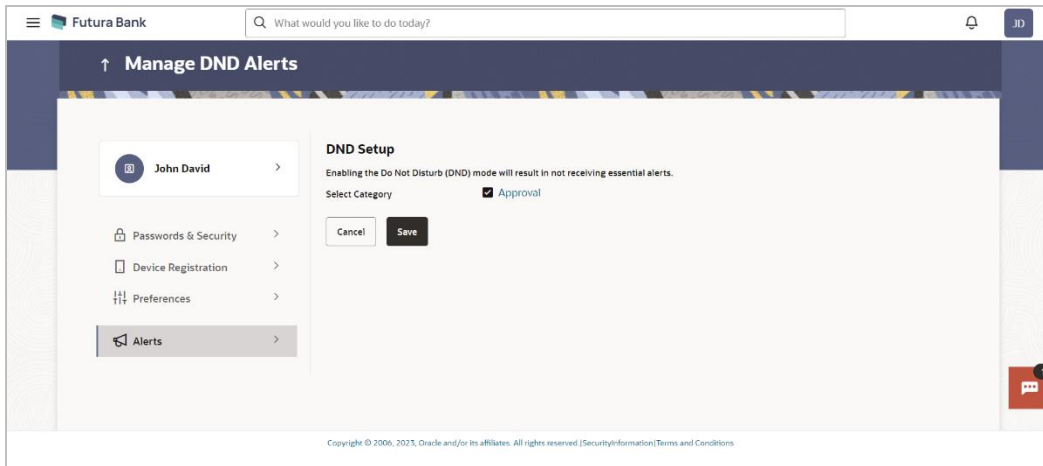 Futura Bank
What would you like to do today?
JD
↑ Manage DND Alerts
John David
Passwords & Security
Device Registration
Preferences
Alerts
DND Setup
Enabling the Do Not Disturb (DND) mode will result in not receiving essential alerts.
Select Category Approval
Cancel Save
Copyright © 2006, 2023, Oracle and/or its affiliates. All rights reserved.|SecurityInformation|Terms and Conditions